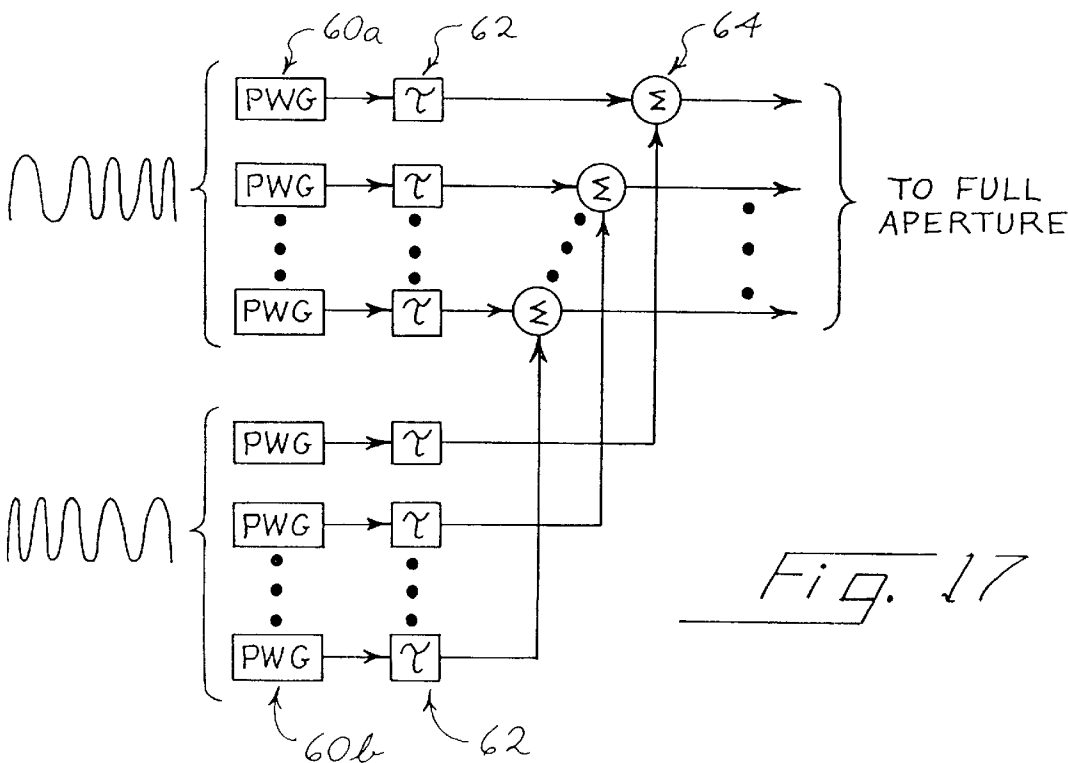 60a 62 64
PWG τ Σ
PWG τ Σ
TO FULL
APERTURE
PWG τ Σ
PWG τ
PWG τ
Fig. 17
PWG τ
60b 62